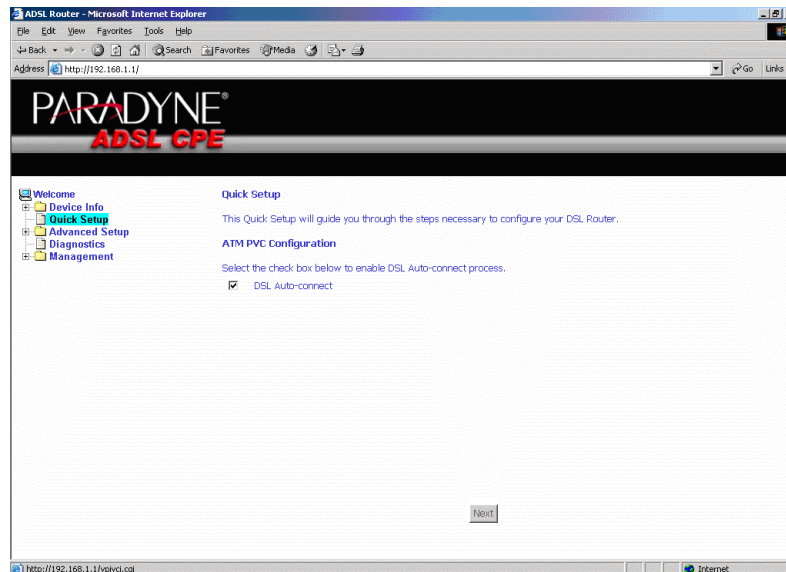 ADSL Router - Microsoft Internet Explorer
File Edit View Favorites Tools Help
Back Search Favorites Media
Address http://192.168.1.1/ Go Links
PARADYNE®
ADSL CPE
Welcome
Device Info
Quick Setup
Advanced Setup
Diagnostics
Management
Quick Setup
This Quick Setup will guide you through the steps necessary to configure your DSL Router.
ATM PVC Configuration
Select the check box below to enable DSL Auto-connect process.
DSL Auto-connect
Next
http://192.168.1.1/vpivci.cgi Internet